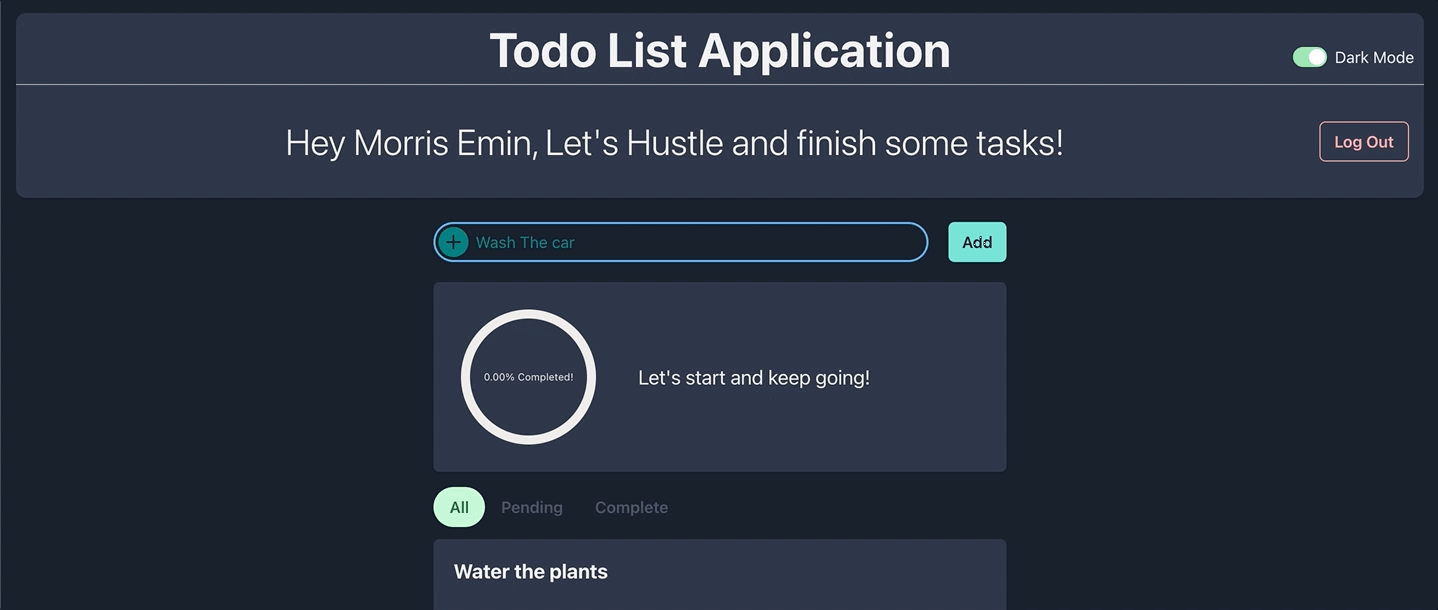 Todo List Application
Dark Mode
Hey Morris Emin, Let's Hustle and finish some tasks!
Log Out
Wash The car
Add
0.00% Completed!
Let's start and keep going!
All Pending Complete
Water the plants